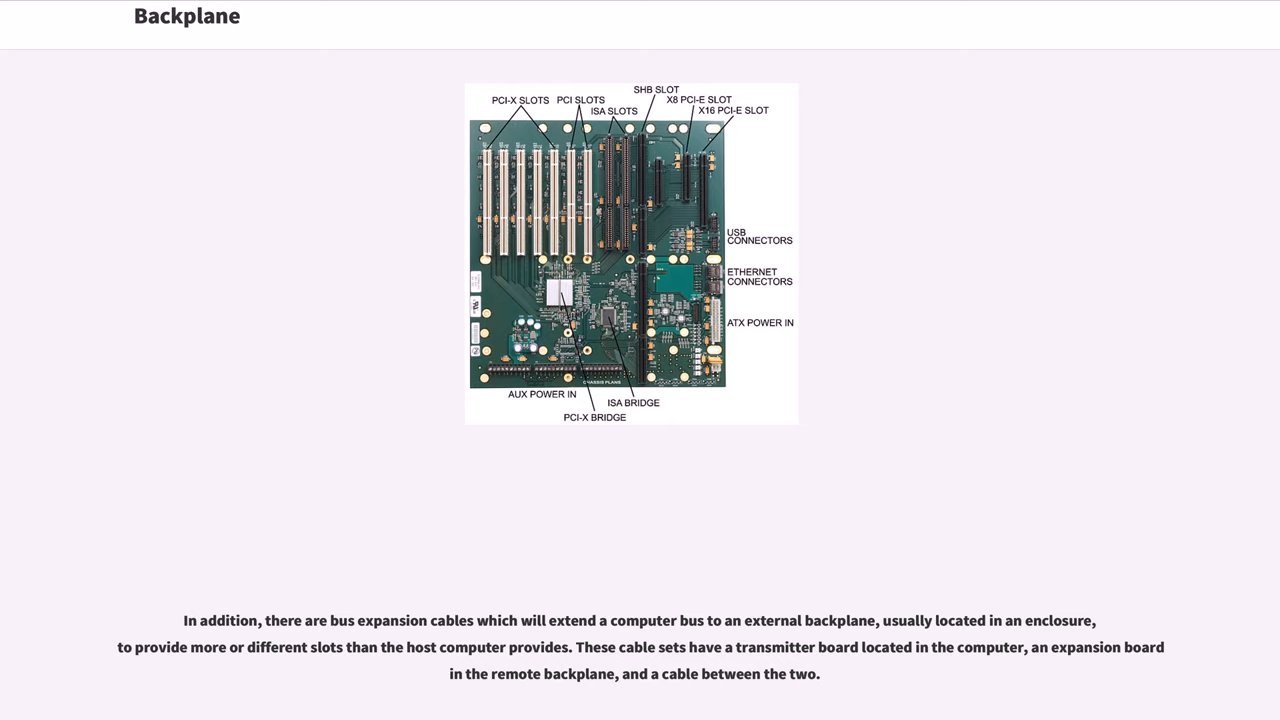 Backplane
SHB SLOT
PCI-X SLOTS
PCI SLOTS
X8 PCI-E SLOT
ISA SLOTS
X16 PCI-E SLOT
USB
CONNECTORS
ETHERNET
CONNECTORS
ATX POWER IN
CHASSIS PLANS
AUX POWER IN
ISA BRIDGE
PCI-X BRIDGE
In addition, there are bus expansion cables which will extend a computer bus to an external backplane, usually located in an enclosure,
to provide more or different slots than the host computer provides. These cable sets have a transmitter board located in the computer, an expansion board
in the remote backplane, and a cable between the two.